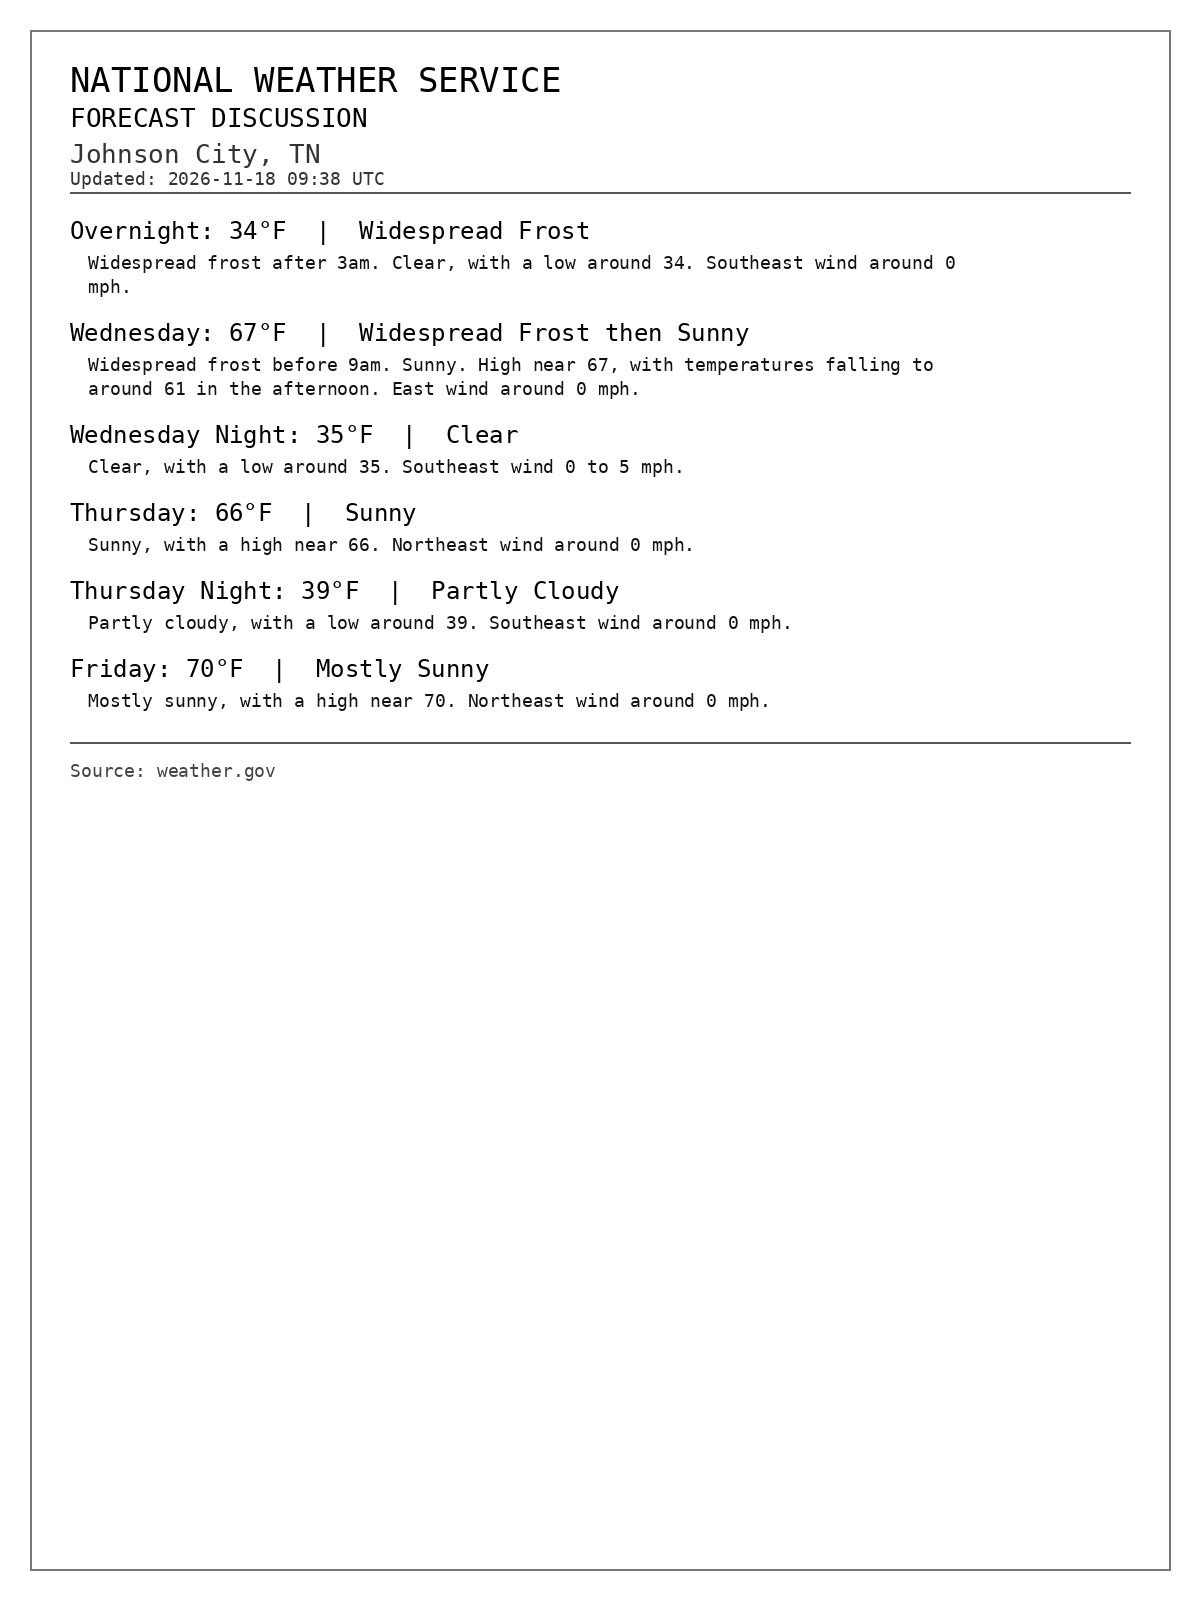 NATIONAL WEATHER SERVICE
FORECAST DISCUSSION
Johnson City, TN
Updated: 2026-11-18 09:38 UTC
Overnight: 34°F  |  Widespread Frost
Widespread frost after 3am. Clear, with a low around 34. Southeast wind around 0
mph.
Wednesday: 67°F  |  Widespread Frost then Sunny
Widespread frost before 9am. Sunny. High near 67, with temperatures falling to
around 61 in the afternoon. East wind around 0 mph.
Wednesday Night: 35°F  |  Clear
Clear, with a low around 35. Southeast wind 0 to 5 mph.
Thursday: 66°F  |  Sunny
Sunny, with a high near 66. Northeast wind around 0 mph.
Thursday Night: 39°F  |  Partly Cloudy
Partly cloudy, with a low around 39. Southeast wind around 0 mph.
Friday: 70°F  |  Mostly Sunny
Mostly sunny, with a high near 70. Northeast wind around 0 mph.
Source: weather.gov